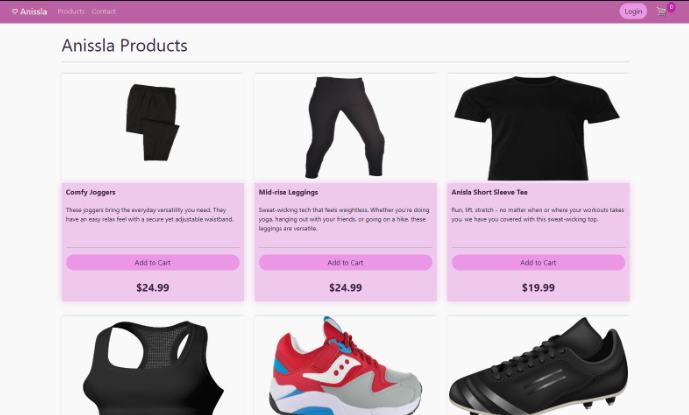 ♡ Anissla Products Contact Login 0
Anissla Products
Comfy Joggers
These joggers bring the everyday versatility you need. They
have an easy relax feel with a secure yet adjustable waistband.
Add to Cart
$24.99
Mid-rise Leggings
Sweat-wicking tech that feels weightless. Whether you're doing
yoga, hanging out with your friends, or going on a hike, these
leggings are versatile.
Add to Cart
$24.99
Anisla Short Sleeve Tee
Run, lift, stretch - no matter when or where your workouts takes
you, we have you covered with this sweat-wicking top.
Add to Cart
$19.99